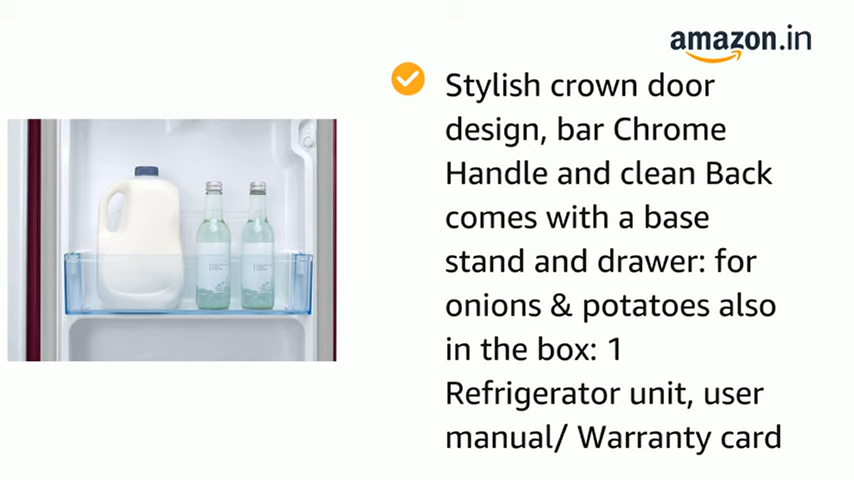 amazon.in
Stylish crown door
design, bar Chrome
Handle and clean Back
comes with a base
stand and drawer: for
onions & potatoes also
in the box: 1
Refrigerator unit, user
manual/ Warranty card